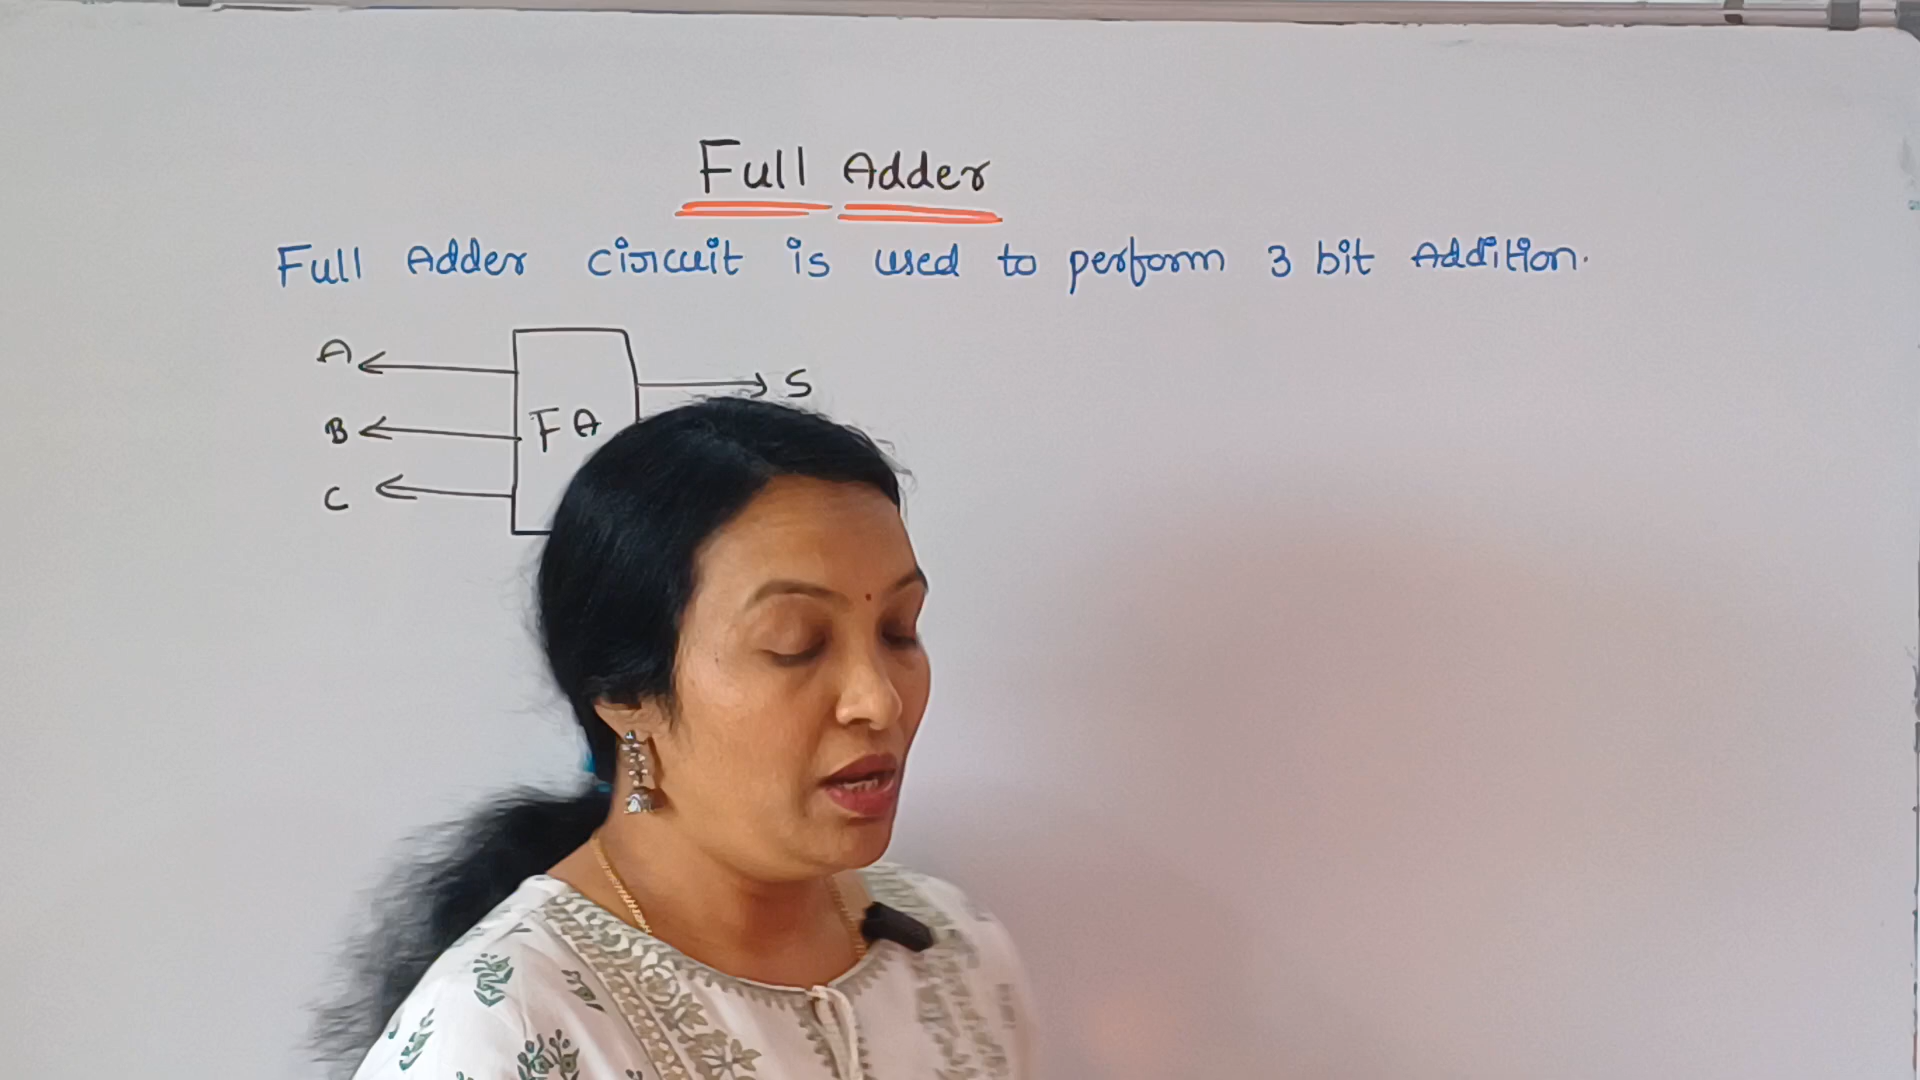 Full Adder
Full Adder circuit is used to perform 3 bit Addition.
A
S
B
FA
C